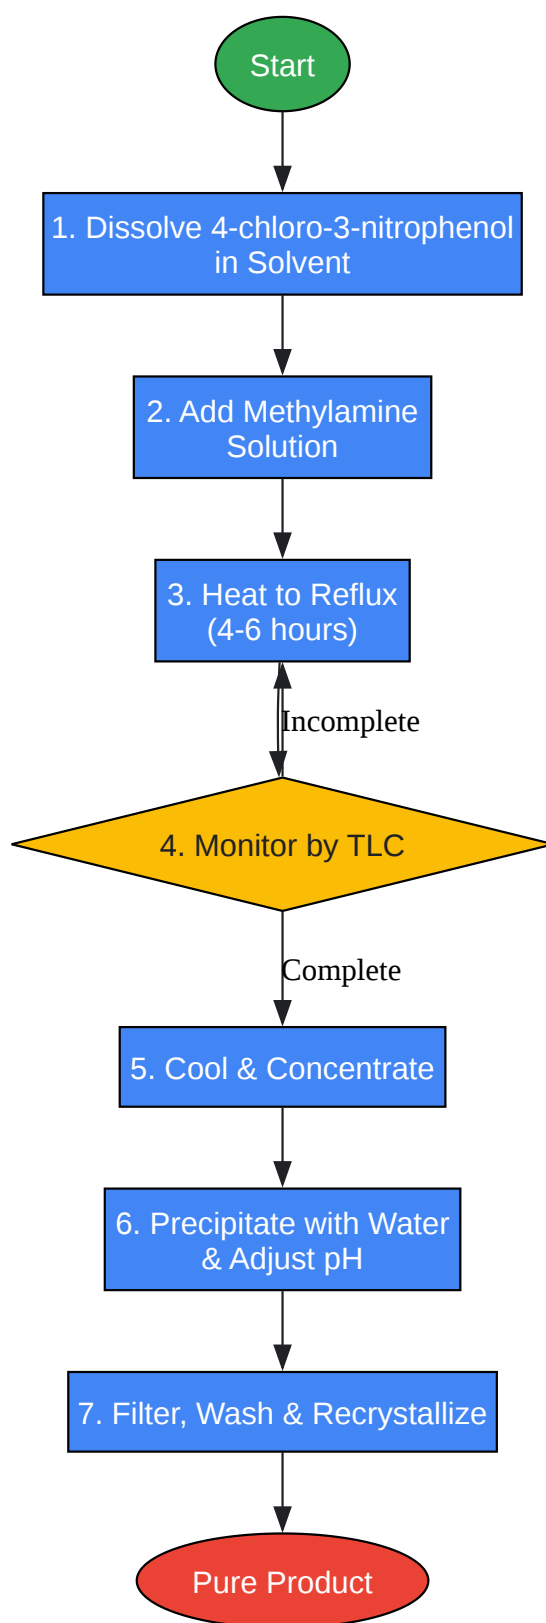 Start
1. Dissolve 4-chloro-3-nitrophenol
in Solvent
2. Add Methylamine
Solution
3. Heat to Reflux
(4-6 hours)
Incomplete
4. Monitor by TLC
Complete
5. Cool & Concentrate
6. Precipitate with Water
& Adjust pH
7. Filter, Wash & Recrystallize
Pure Product